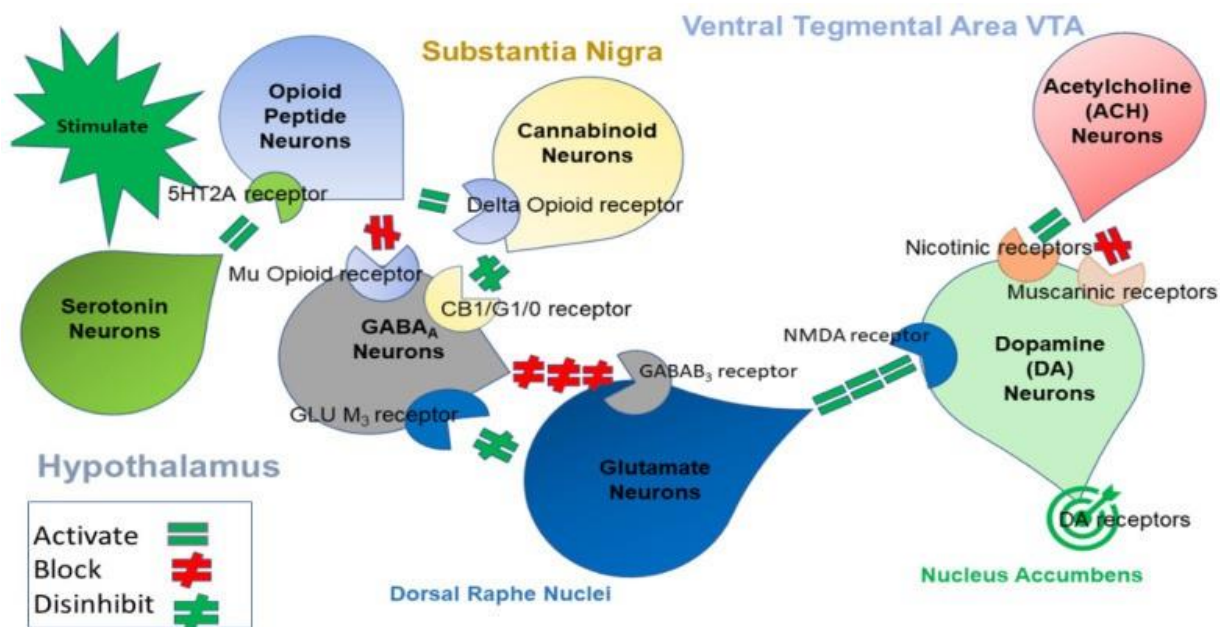 Ventral Tegmental Area VTA
Substantia Nigra
Stimulate
Opioid
Peptide
Neurons
Cannabinoid
Neurons
Acetylcholine
(ACH)
Neurons
5HT2A receptor
Delta Opioid receptor
Nicotinic receptors
Muscarinic receptors
Mu Opioid receptor
CB1/G1/0 receptor
Serotonin
Neurons
GABAA
Neurons
NMDA receptor
Dopamine
(DA)
Neurons
GABAB3 receptor
GLU M3 receptor
Glutamate
Neurons
Hypothalamus
Activate
Block
Disinhibit
DA receptors
Nucleus Accumbens
Dorsal Raphe Nuclei